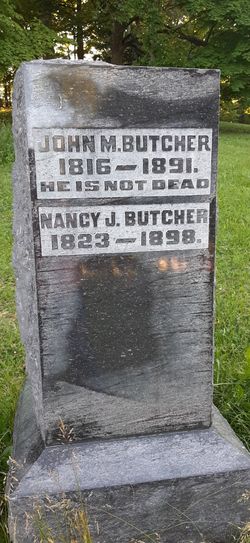 JOHN M. BUTCHER
1816 — 1891.
HE IS NOT DEAD
NANCY J. BUTCHER
1823 — 1898.